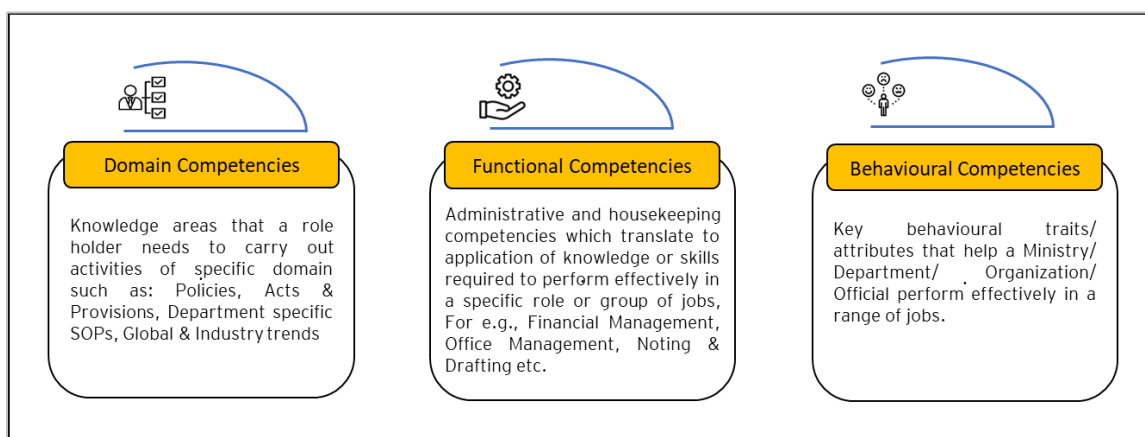 Domain Competencies
Knowledge areas that a role
holder needs to carry out
activities of specific domain
such as: Policies, Acts &
Provisions, Department specific
SOPs, Global & Industry trends
Functional Competencies
Administrative and housekeeping
competencies which translate to
application of knowledge or skills
required to perform effectively in
a specific role or group of jobs,
For e.g., Financial Management,
Office Management, Noting &
Drafting etc.
Behavioural Competencies
Key behavioural traits/
attributes that help a Ministry/
Department/ Organization/
Official perform effectively in a
range of jobs.